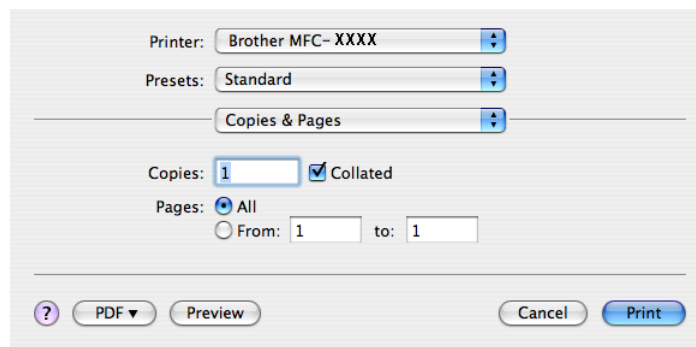 Printer: Brother MFC-XXXX
Presets: Standard
Copies & Pages
Copies: 1 Collated
Pages: All
From: 1 to: 1
? PDF▼ Preview Cancel Print